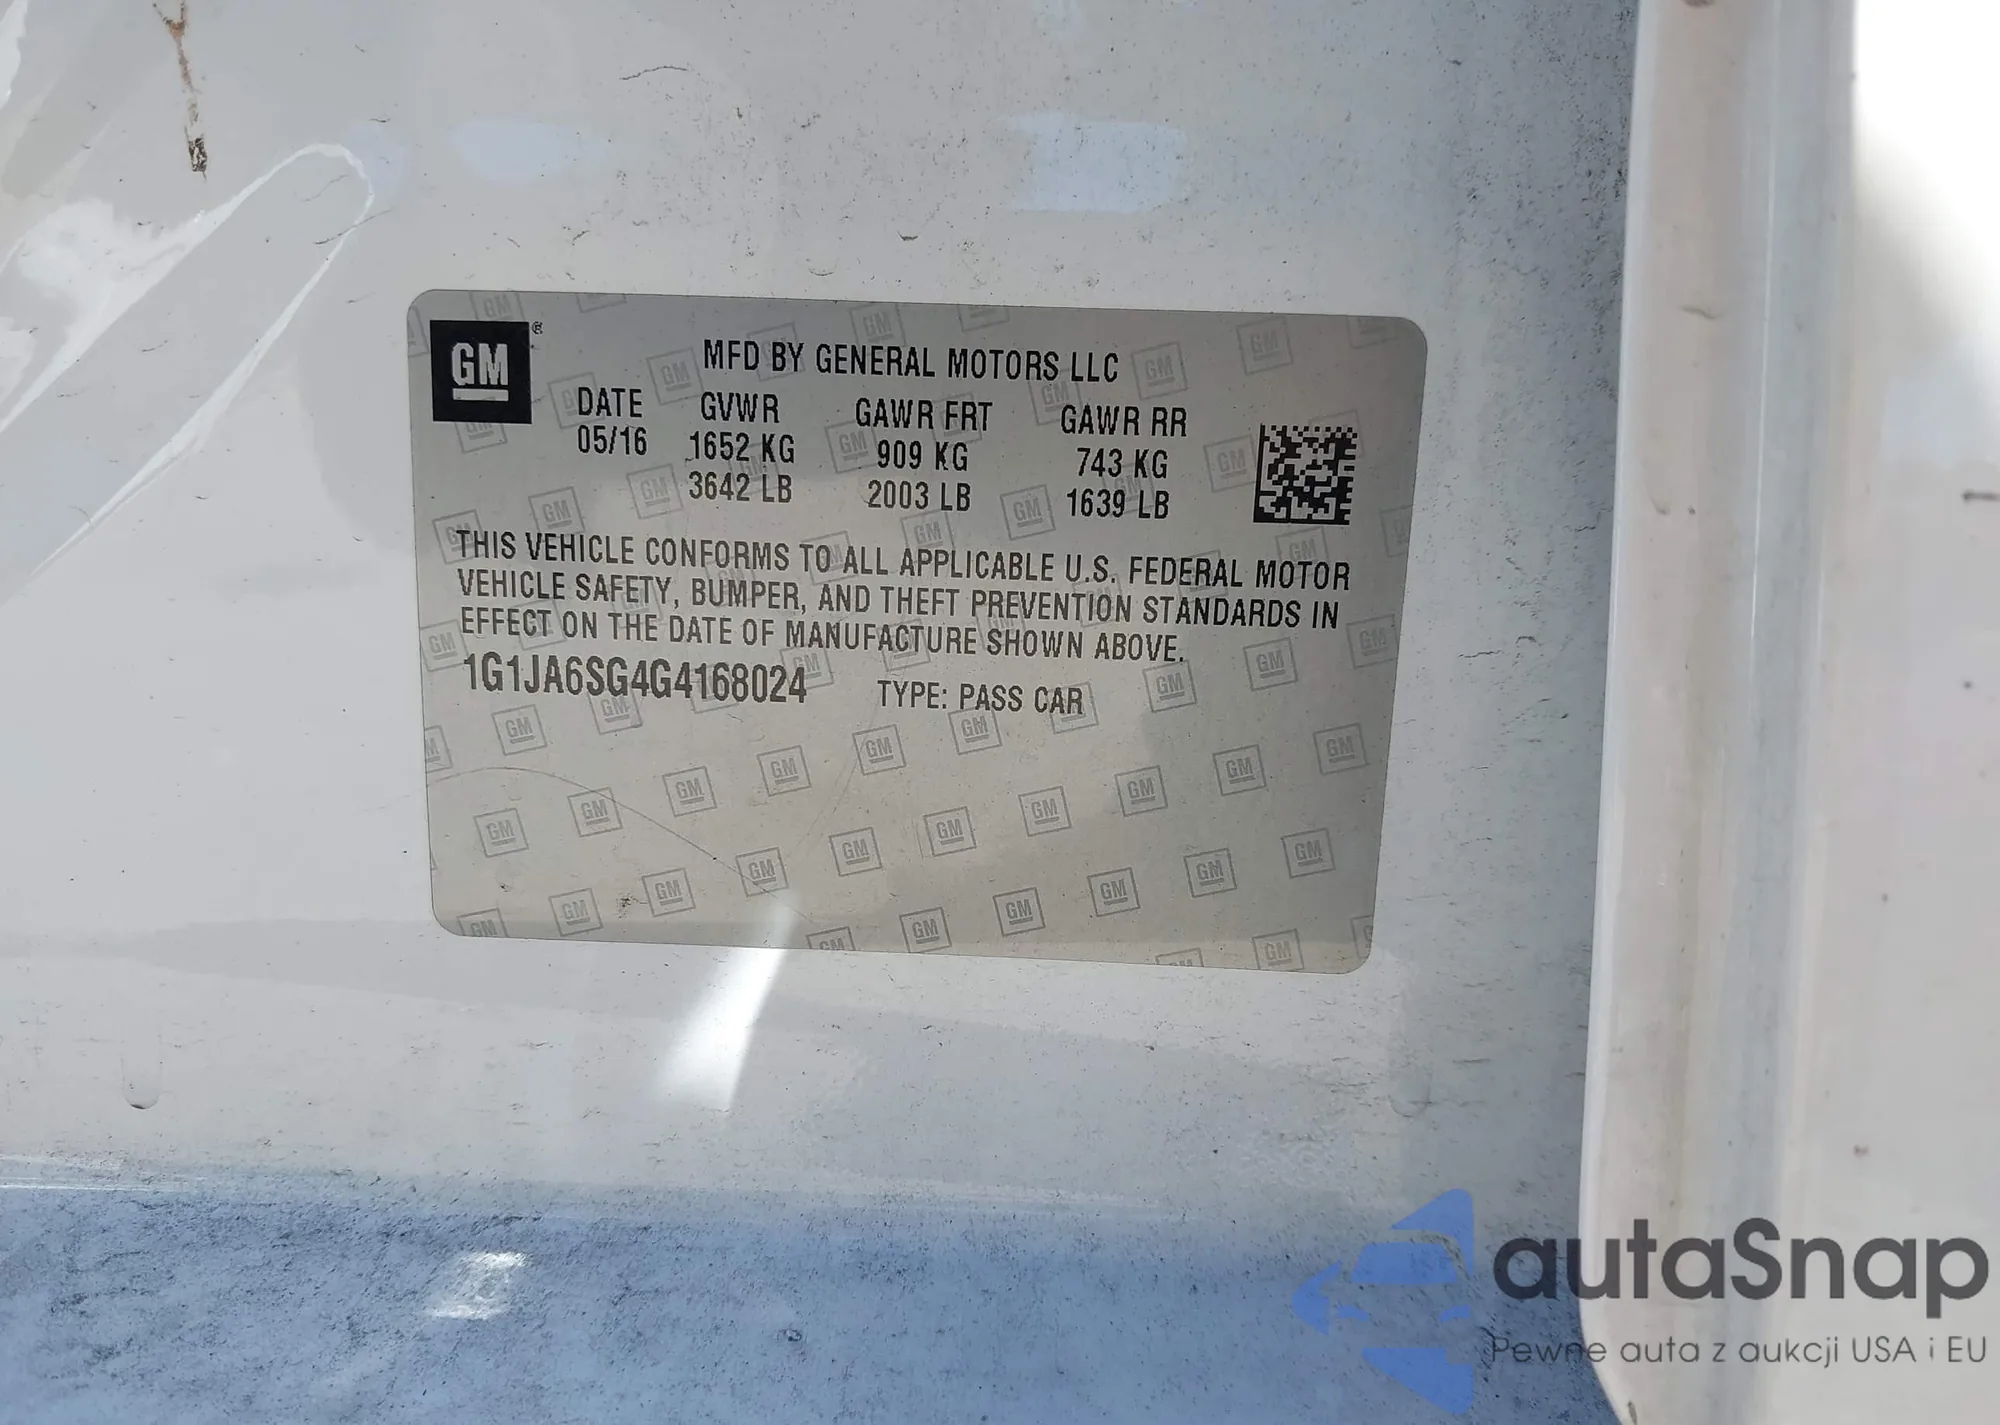 GM®
MFD BY GENERAL MOTORS LLC
DATE GVWR GAWR FRT GAWR RR
05/16 1652 KG 909 KG 743 KG
3642 LB 2003 LB 1639 LB
THIS VEHICLE CONFORMS TO ALL APPLICABLE U.S. FEDERAL MOTOR
VEHICLE SAFETY, BUMPER, AND THEFT PREVENTION STANDARDS IN
EFFECT ON THE DATE OF MANUFACTURE SHOWN ABOVE.
1G1JA6SG4G4168024 TYPE: PASS CAR
autaSnap
Pewne auta z aukcji USA i EU